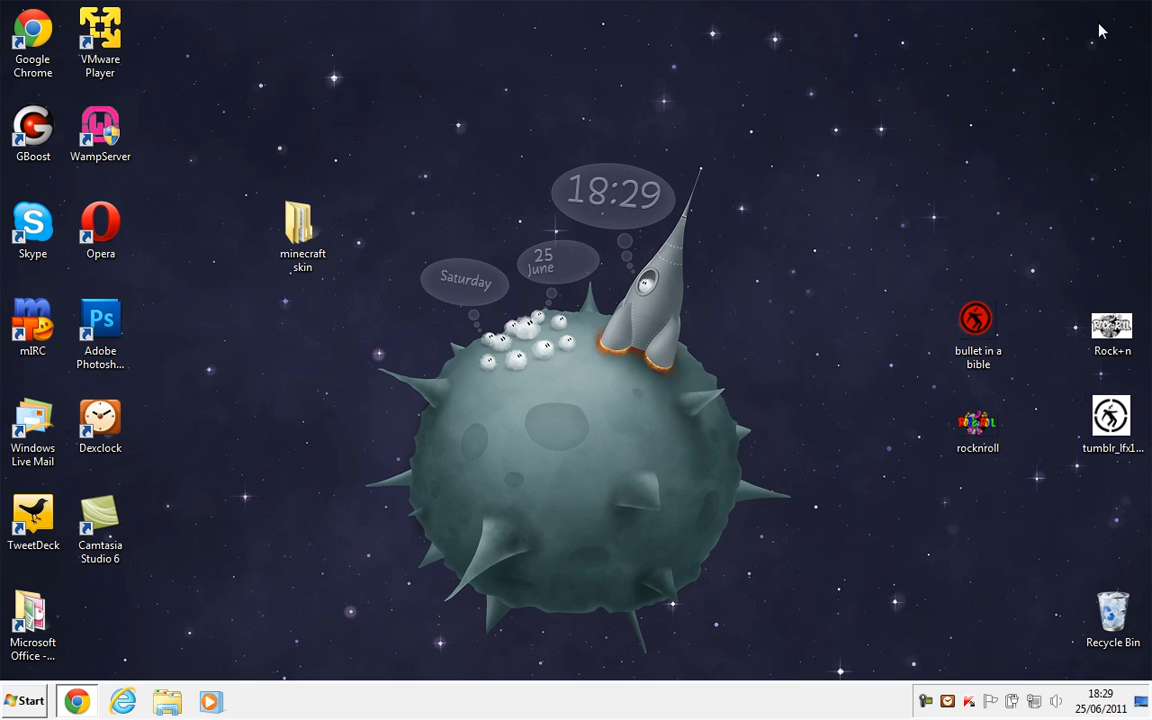 Google
Chrome
VMware
Player
GBoost
WampServer
Skype
Opera
mIRC
Adobe
Photosh...
Windows
Live Mail
Dexclock
TweetDeck
Camtasia
Studio 6
Microsoft
Office -...
minecraft
skin
Saturday
25
June
18:29
bullet in a
bible
Rock+n
rocknroll
tumblr_lfx1...
Recycle Bin
Ps
Start
18:29
25/06/2011